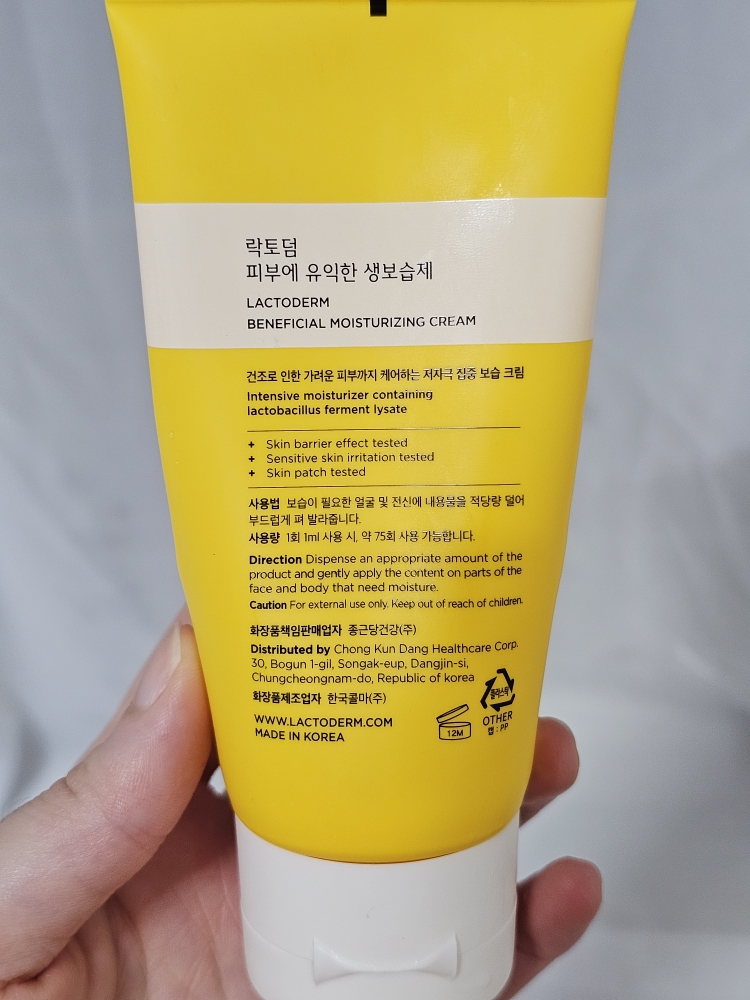 락토덤
피부에 유익한 생보습제
LACTODERM
BENEFICIAL MOISTURIZING CREAM
건조로 인한 가려운 피부까지 케어하는 저자극 집중 보습 크림
Intensive moisturizer containing
lactobacillus ferment lysate
+ Skin barrier effect tested
+ Sensitive skin irritation tested
+ Skin patch tested
사용법 보습이 필요한 얼굴 및 전신에 내용물을 적당량 덜어
부드럽게 펴 발라줍니다.
사용량 1회 1ml 사용 시, 약 75회 사용 가능합니다.
Direction Dispense an appropriate amount of the
product and gently apply the content on parts of the
face and body that need moisture.
Caution For external use only. Keep out of reach of children.
화장품책임판매업자 종근당건강(주)
Distributed by Chong Kun Dang Healthcare Corp.
30, Bogun 1-gil, Songak-eup, Dangjin-si,
Chungcheongnam-do, Republic of korea
화장품제조업자 한국콜마(주)
WWW.LACTODERM.COM
MADE IN KOREA
12M
플라스틱
OTHER
캡 : PP